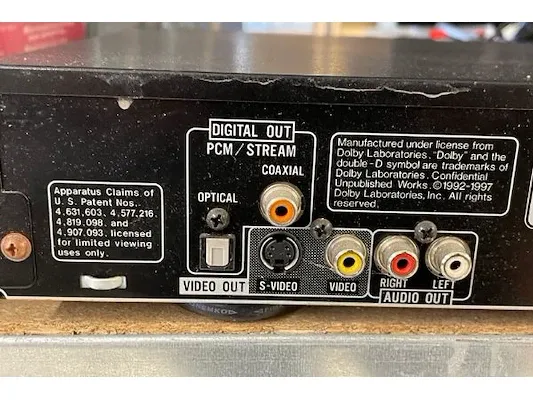 DIGITAL OUT
PCM/STREAM
COAXIAL
OPTICAL
Manufactured under license from
Dolby Laboratories. "Dolby" and the
double-D symbol are trademarks of
Dolby Laboratories. Confidential
Unpublished Works. ©1992-1997
Dolby Laboratories, Inc. All rights
reserved.
Apparatus Claims of
U. S. Patent Nos.
4,631,603, 4,577,216,
4,819,098, and
4,907,093, licensed
for limited viewing
uses only.
VIDEO OUT
S-VIDEO
VIDEO
RIGHT
LEFT
AUDIO OUT